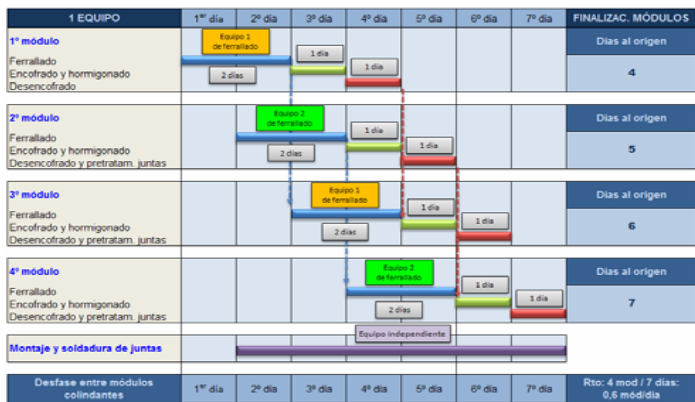 1 EQUIPO 1er día 2º día 3º día 4º día 5º día 6º día 7º día FINALIZAC. MÓDULOS
1º módulo
Equipo 1
de ferrallado
1 día
Dias al origen
Ferrallado
Encofrado y hormigonado
Desencofrado
2 días
1 día
4
2º módulo
Equipo 2
de ferrallado
1 día
Dias al origen
Ferrallado
Encofrado y hormigonado
Desencofrado y pretratam. juntas
2 días
1 día
5
3º módulo
Equipo 1
de ferrallado
1 día
Dias al origen
Ferrallado
Encofrado y hormigonado
Desencofrado y pretratam. juntas
2 días
1 día
6
4º módulo
Equipo 2
de ferrallado
1 día
Dias al origen
Ferrallado
Encofrado y hormigonado
Desencofrado y pretratam. juntas
2 días
1 día
7
Equipo independiente
Montaje y soldadura de juntas
Desfase entre módulos
colindantes
1er día 2º día 3º día 4º día 5º día 6º día 7º día
Rto: 4 mod / 7 días:
0,6 mód/día